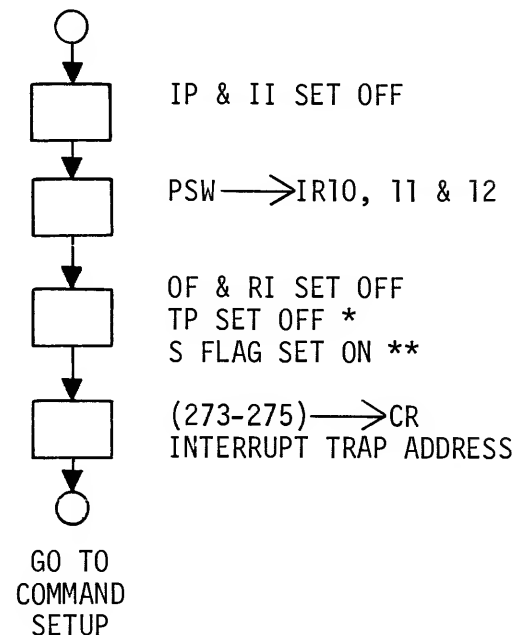 IP & II SET OFF
PSW⟶IR10, 11 & 12
OF & RI SET OFF
TP SET OFF *
S FLAG SET ON **
(273-275)⟶CR
INTERRUPT TRAP ADDRESS
GO TO
COMMAND
SETUP